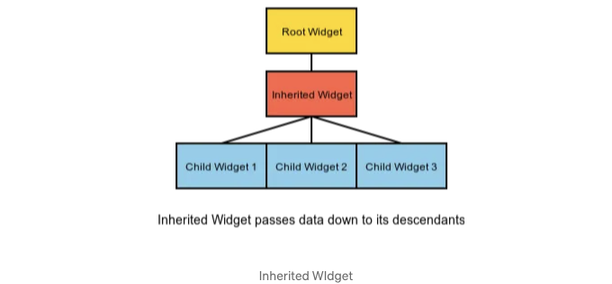 Root Widget
Inherited Widget
Child Widget 1 Child Widget 2 Child Widget 3
Inherited Widget passes data down to its descendants
Inherited WIdget